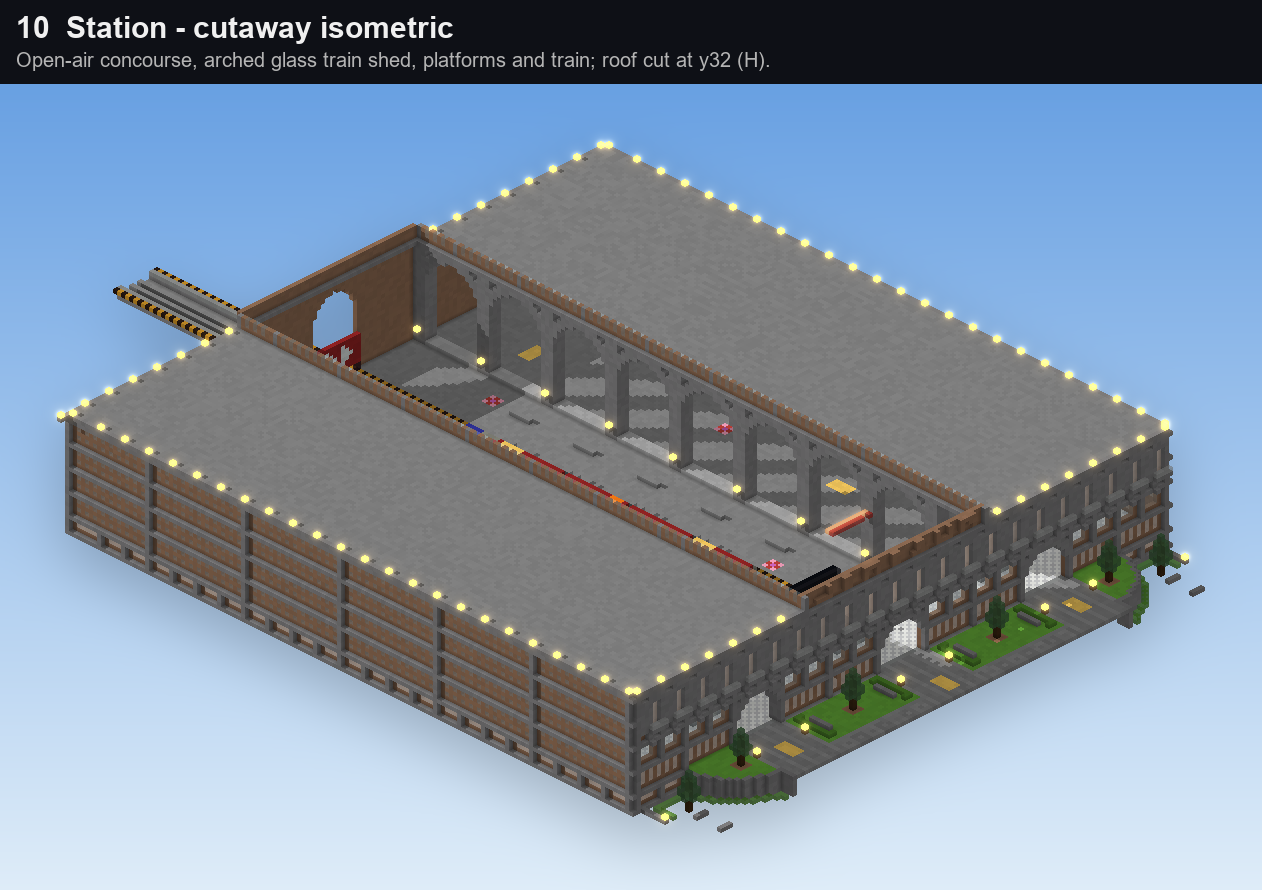 10 Station - cutaway isometric
Open-air concourse, arched glass train shed, platforms and train; roof cut at y32 (H).